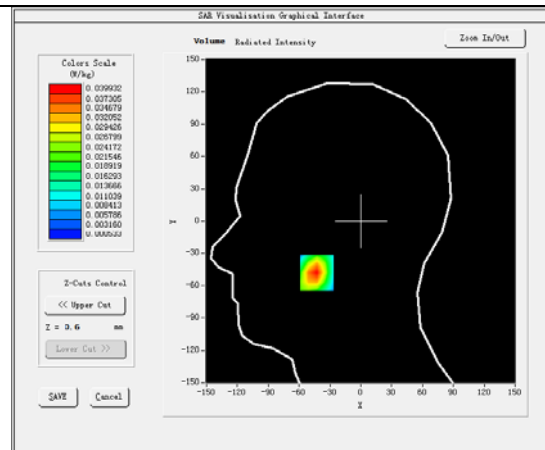 SAR Visualisation Graphical Interface
Volume Radiated Intensity
Zoom In/Out
Colors Scale
(W/kg)
0.039932
0.037305
0.034679
0.032052
0.029426
0.026799
0.024172
0.021546
0.018919
0.016293
0.013666
0.011039
0.008413
0.005786
0.003160
0.000533
Z-Cuts Control
<< Upper Cut
Z = 3.6 mm
Lower Cut >>
SAVE
Cancel
150
120
90
60
30
0
-30
-60
-90
-120
-150
Y
-150 -120 -90 -60 -30 0 30 60 90 120 150
X